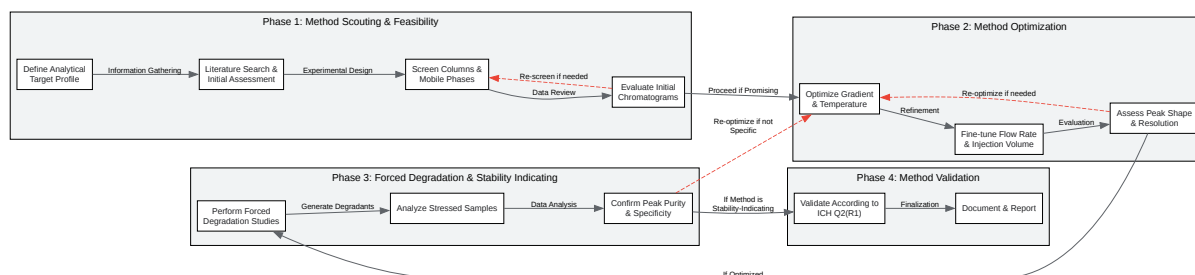 Phase 1: Method Scouting & Feasibility
Define Analytical
Target Profile
Information Gathering
Literature Search &
Initial Assessment
Experimental Design
Screen Columns &
Mobile Phases
Re-screen if needed
Data Review
Evaluate Initial
Chromatograms
Proceed if Promising
Phase 2: Method Optimization
Optimize Gradient
& Temperature
Re-optimize if needed
Refinement
Fine-tune Flow Rate
& Injection Volume
Evaluation
Assess Peak Shape
& Resolution
Re-optimize if not
Specific
Phase 3: Forced Degradation & Stability Indicating
Perform Forced
Degradation Studies
Generate Degradants
Analyze Stressed Samples
Data Analysis
Confirm Peak Purity
& Specificity
If Method is
Stability-Indicating
Phase 4: Method Validation
Validate According to
ICH Q2(R1)
Finalization
Document & Report
If Optimized